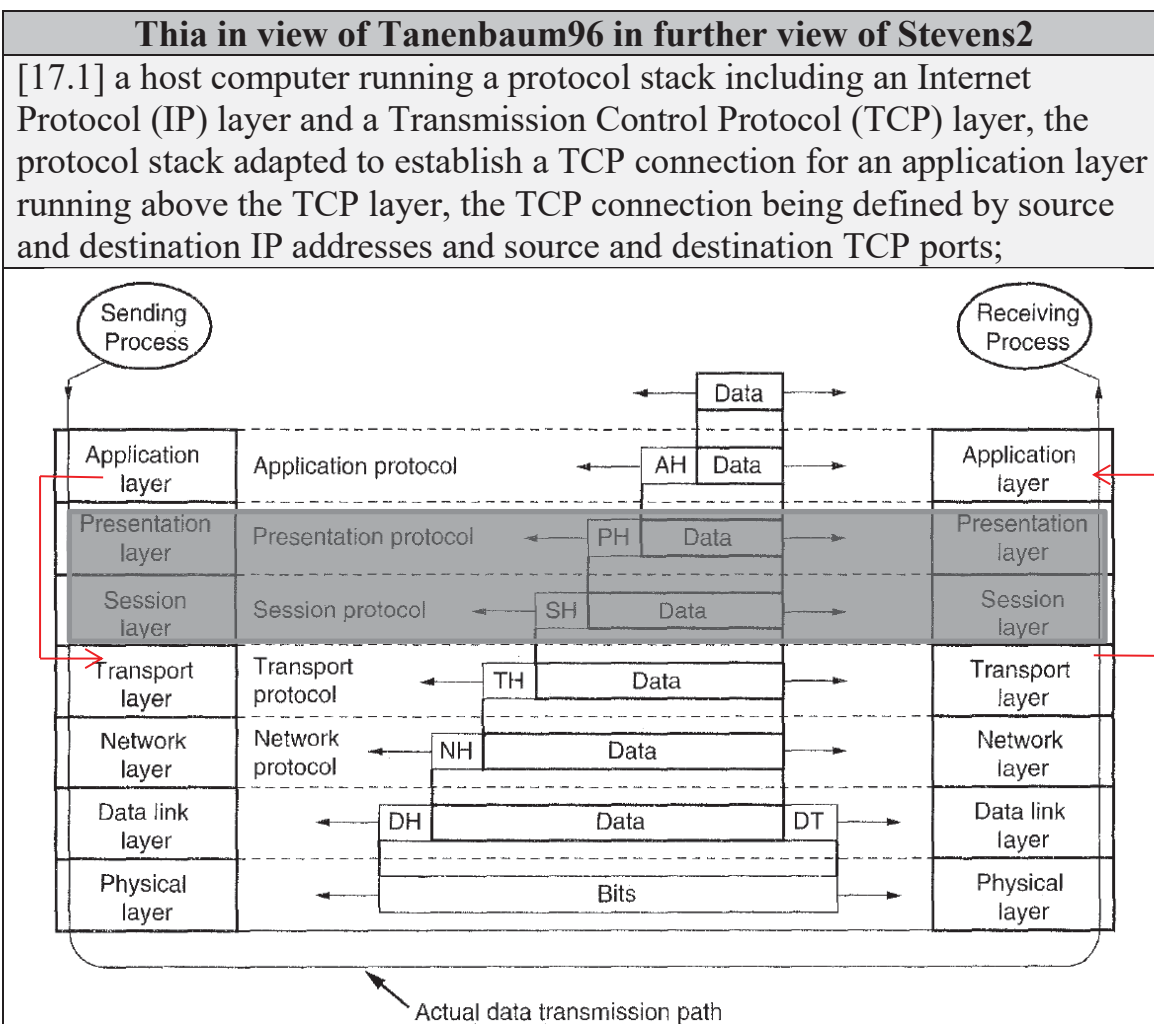 Thia in view of Tanenbaum96 in further view of Stevens2
[17.1] a host computer running a protocol stack including an Internet
Protocol (IP) layer and a Transmission Control Protocol (TCP) layer, the
protocol stack adapted to establish a TCP connection for an application layer
running above the TCP layer, the TCP connection being defined by source
and destination IP addresses and source and destination TCP ports;
Sending
Process
Receiving
Process
Data
Application
layer
Application protocol
AH
Data
Application
layer
Presentation
layer
Presentation protocol
PH
Data
Presentation
layer
Session
layer
Session protocol
SH
Data
Session
layer
Transport
layer
Transport
protocol
TH
Data
Transport
layer
Network
layer
Network
protocol
NH
Data
Network
layer
Data link
layer
DH
Data
DT
Data link
layer
Physical
layer
Bits
Physical
layer
Actual data transmission path